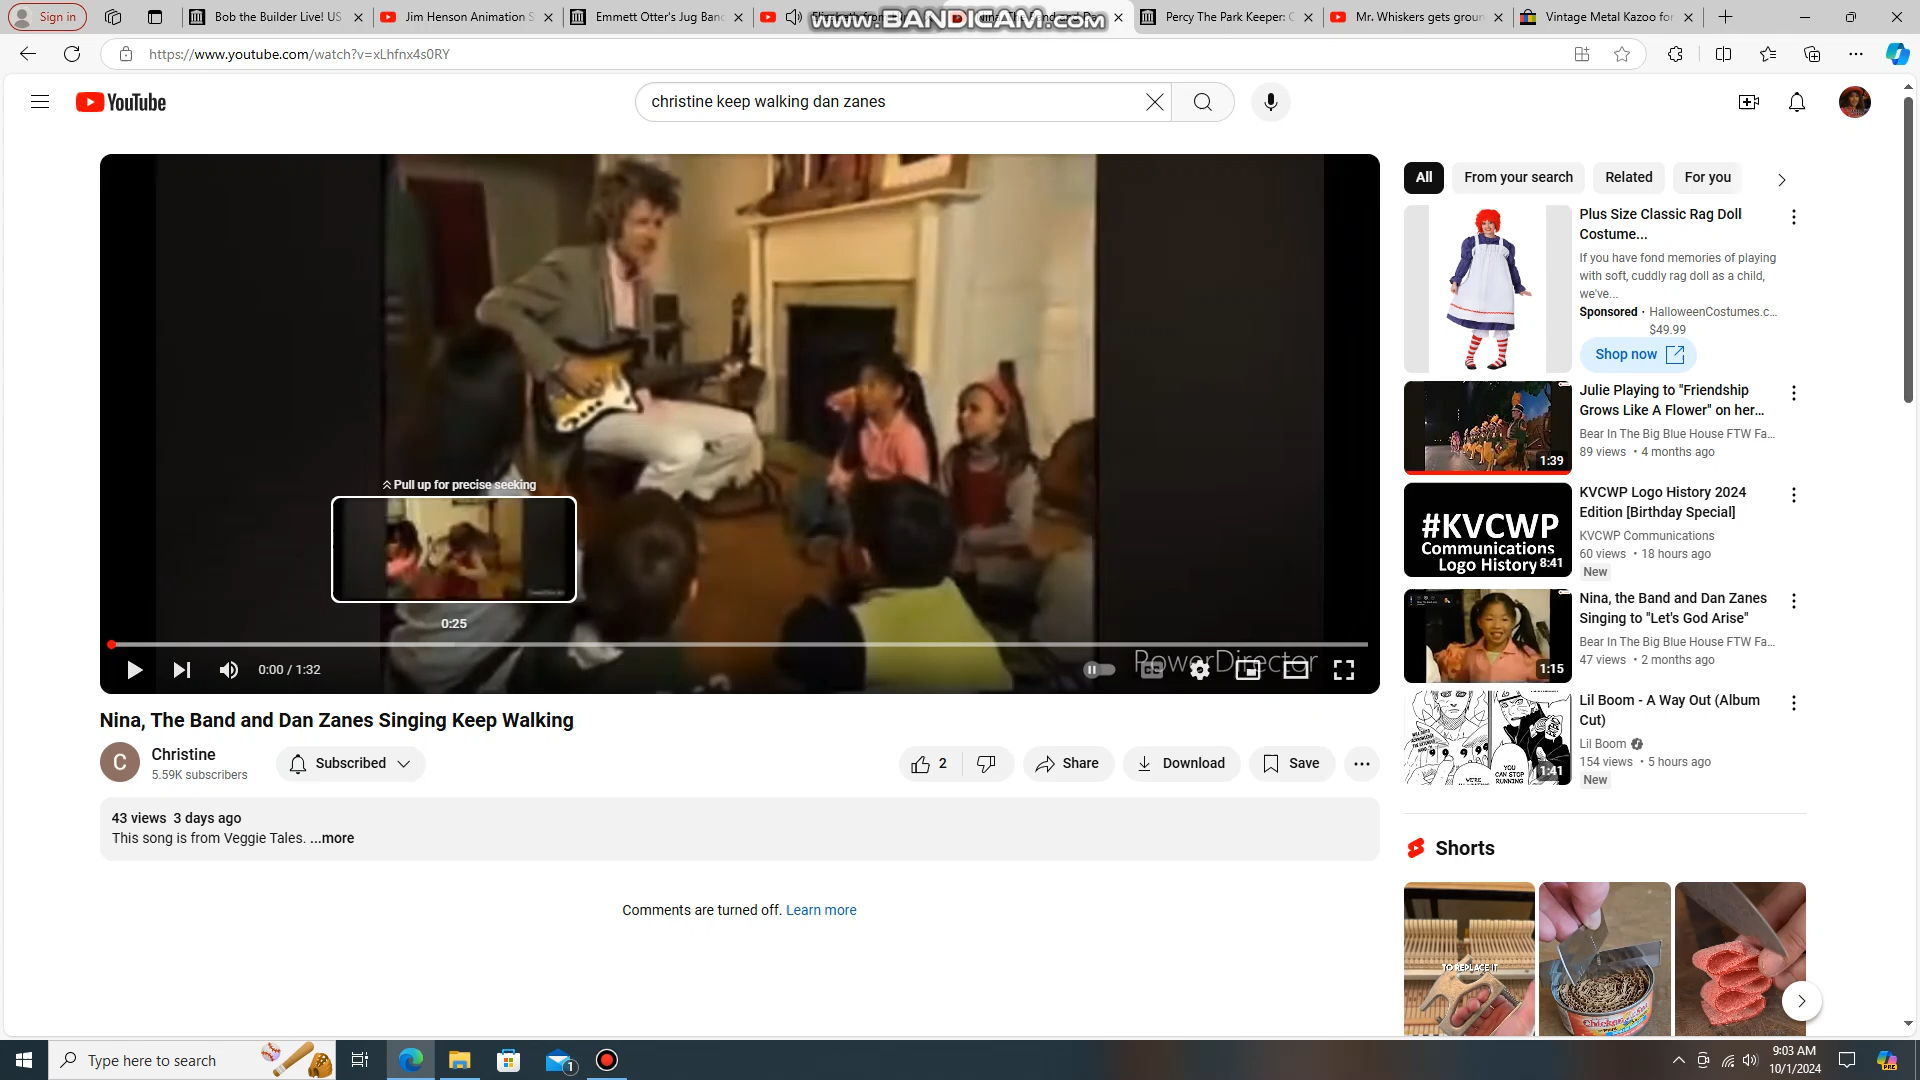 Sign in
Bob the Builder Live! US
Jim Henson Animation S
Emmett Otter's Jug Banc
Percy The Park Keeper: C
Mr. Whiskers gets groun
Vintage Metal Kazoo for
www.BANDICAM.com
https://www.youtube.com/watch?v=xLhfnx4s0RY
YouTube
christine keep walking dan zanes
Pull up for precise seeking
0:25
0:00 / 1:32
PowerDirector
Nina, The Band and Dan Zanes Singing Keep Walking
C
Christine
5.59K subscribers
Subscribed
2
Share
Download
Save
43 views 3 days ago
This song is from Veggie Tales. ...more
Comments are turned off. Learn more
All
From your search
Related
For you
Plus Size Classic Rag Doll
Costume...
If you have fond memories of playing
with soft, cuddly rag doll as a child,
we've...
Sponsored · HalloweenCostumes.c...
$49.99
Shop now
1:39
Julie Playing to "Friendship
Grows Like A Flower" on her...
Bear In The Big Blue House FTW Fa...
89 views • 4 months ago
#KVCWP
Communications
Logo History
8:41
KVCWP Logo History 2024
Edition [Birthday Special]
KVCWP Communications
60 views • 18 hours ago
New
1:15
Nina, the Band and Dan Zanes
Singing to "Let's God Arise"
Bear In The Big Blue House FTW Fa...
47 views • 2 months ago
YOU
CAN STOP
RUNNING
1:41
Lil Boom - A Way Out (Album
Cut)
Lil Boom
154 views • 5 hours ago
New
Shorts
TO REPLACE IT
Type here to search
1
9:03 AM
10/1/2024